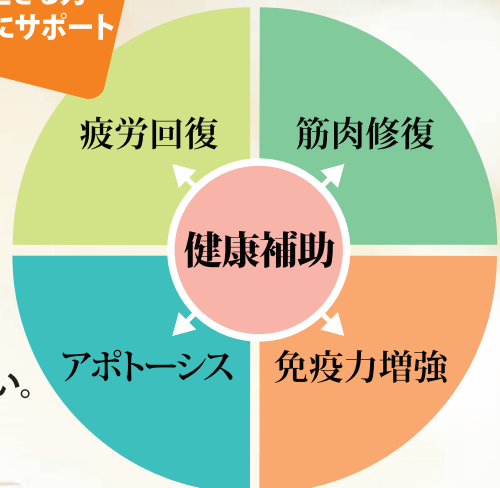 にサポート
疲労回復
筋肉修復
健康補助
アポトーシス
免疫力増強
い。